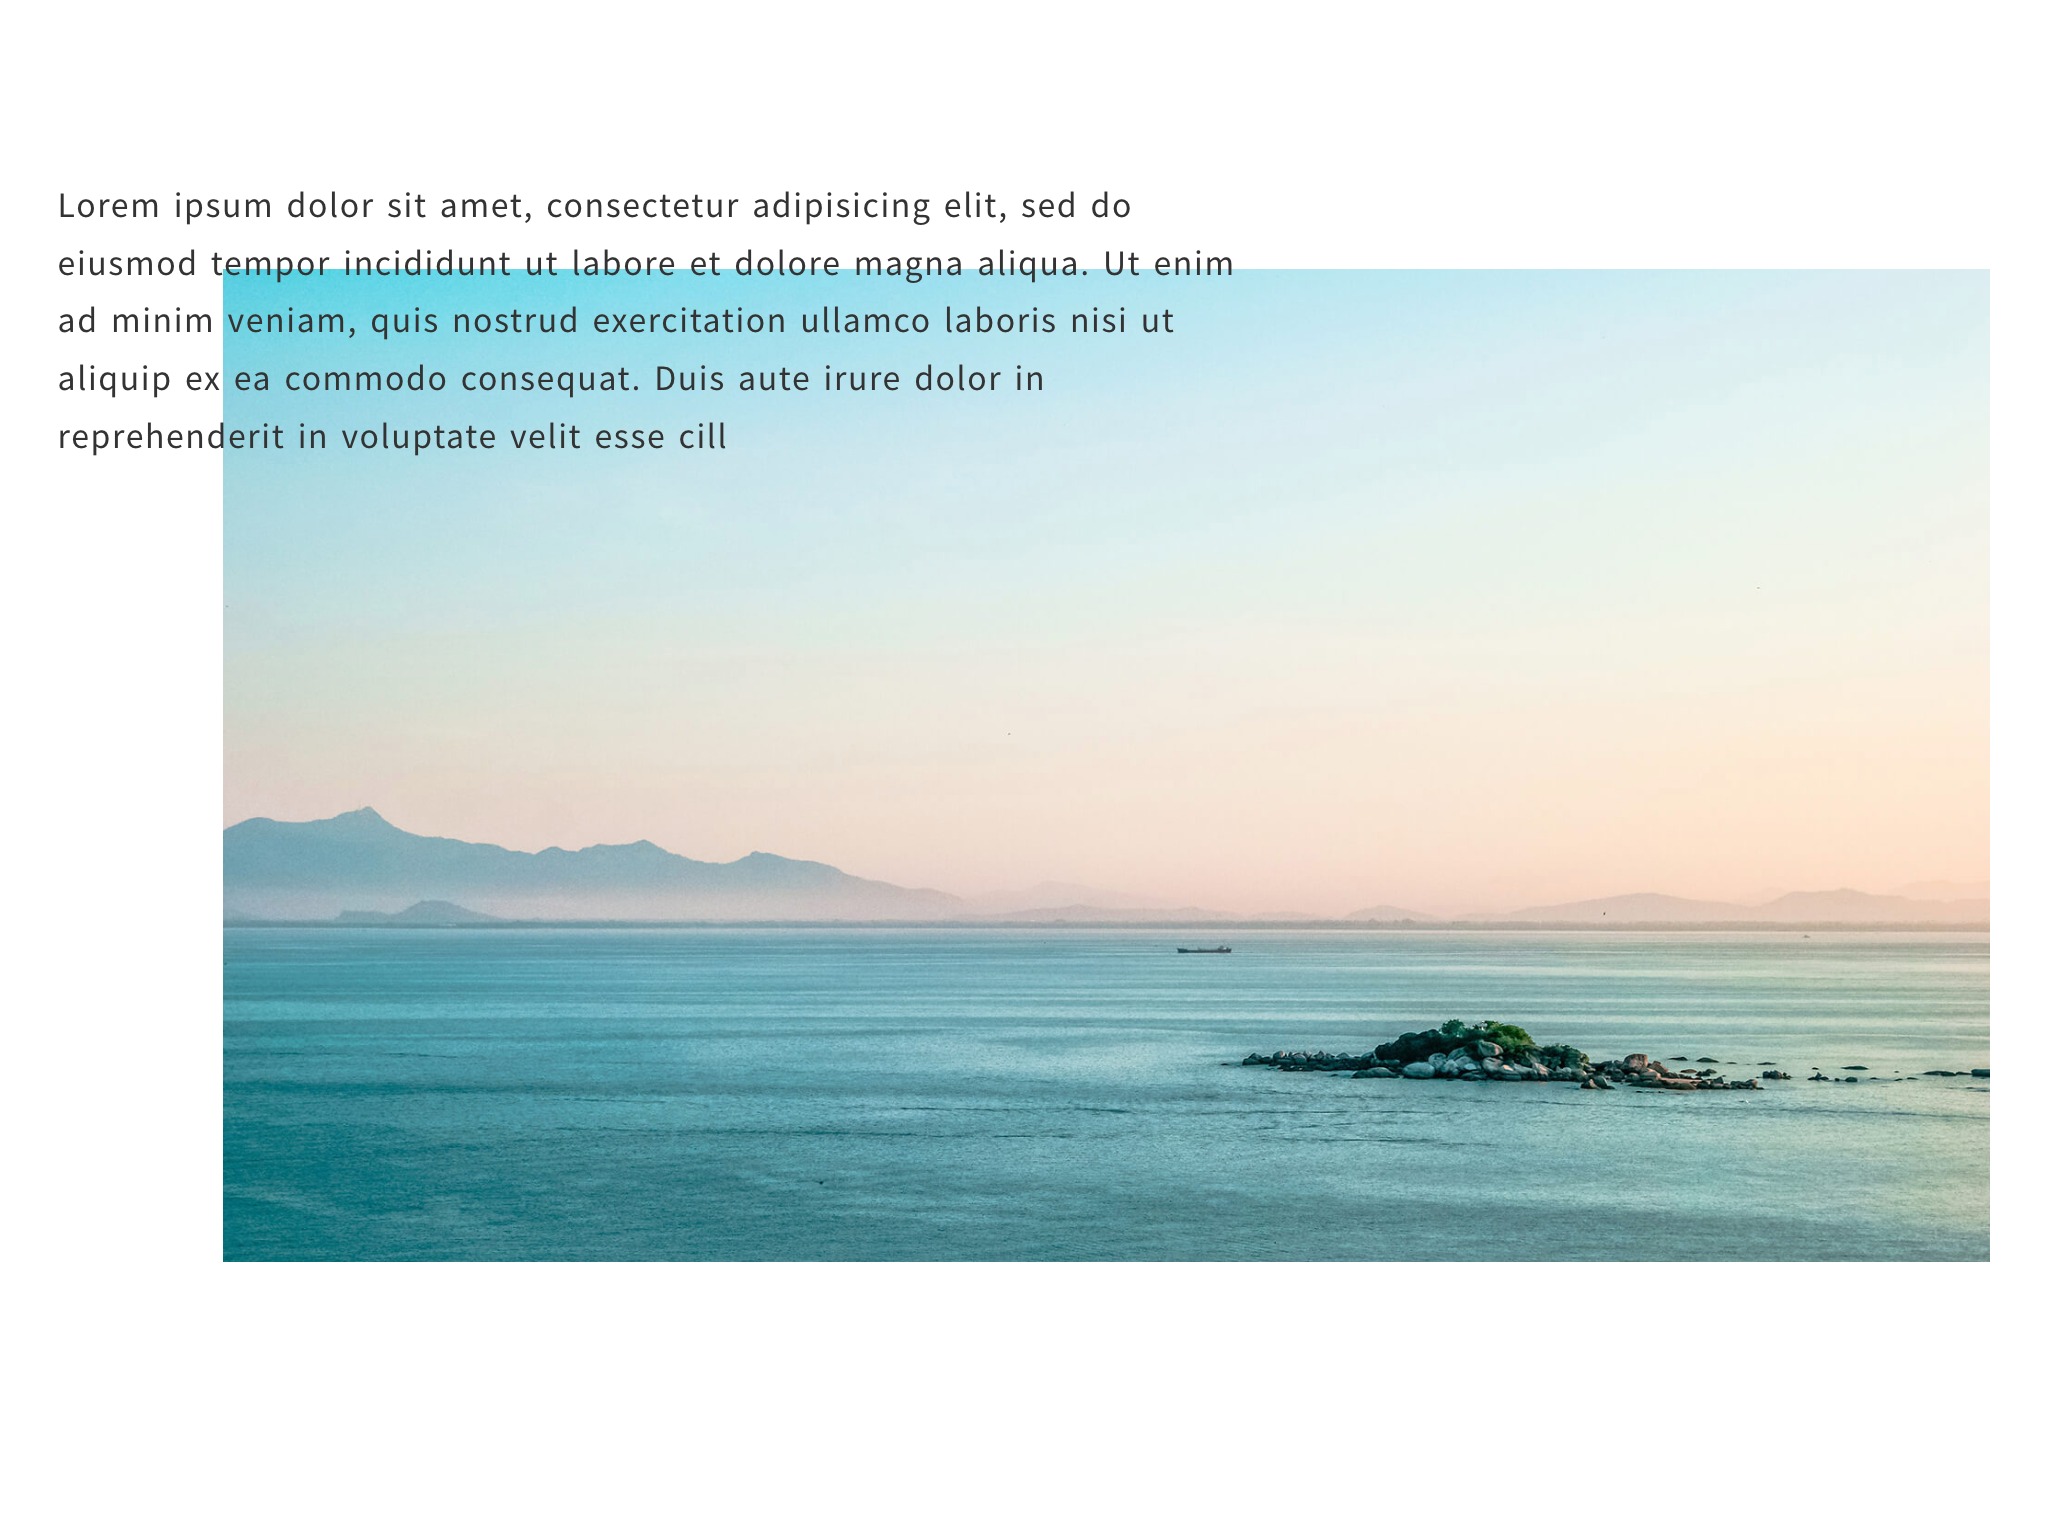 Lorem ipsum dolor sit amet, consectetur adipisicing elit, sed do
eiusmod tempor incididunt ut labore et dolore magna aliqua. Ut enim
ad minim veniam, quis nostrud exercitation ullamco laboris nisi ut
aliquip ex ea commodo consequat. Duis aute irure dolor in
reprehenderit in voluptate velit esse cill